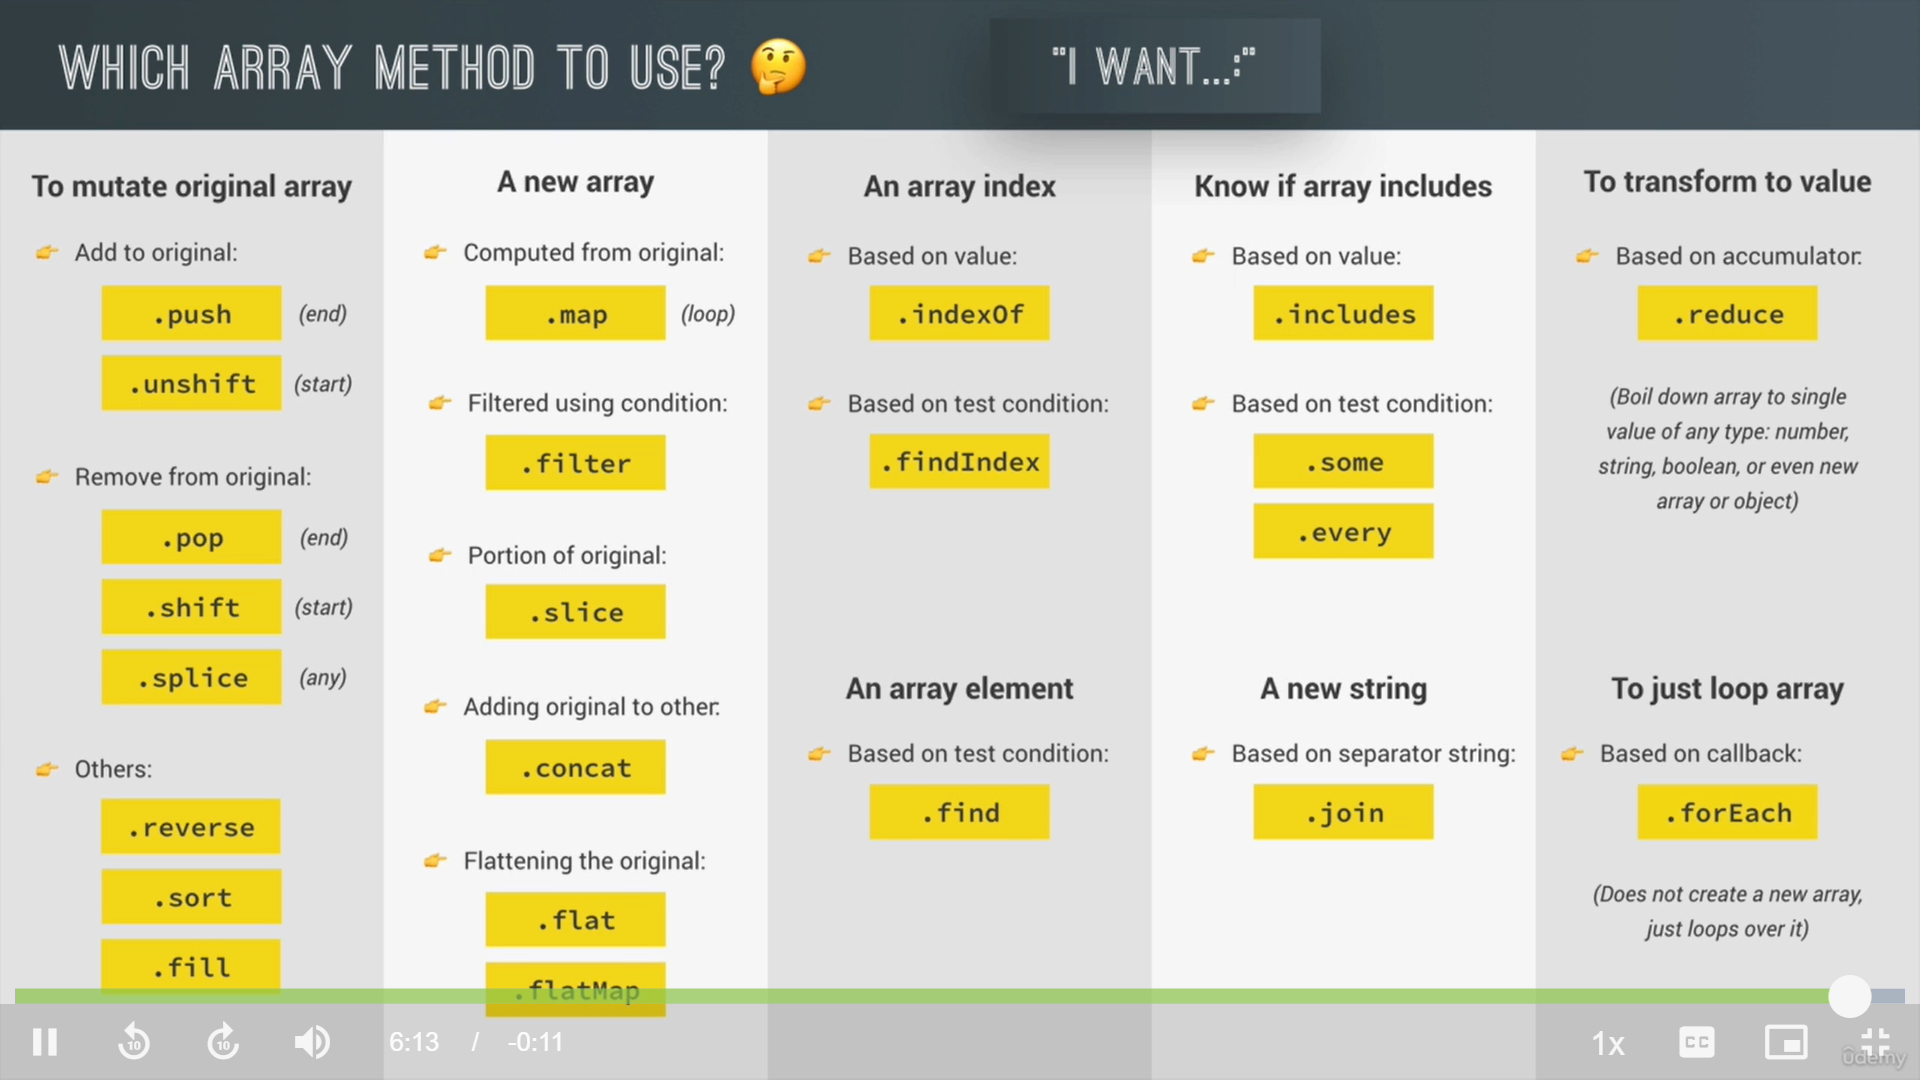 WHICH ARRAY METHOD TO USE?
"I WANT...:"
To mutate original array
Add to original:
.push (end)
.unshift (start)
Remove from original:
.pop (end)
.shift (start)
.splice (any)
Others:
.reverse
.sort
.fill
A new array
Computed from original:
.map (loop)
Filtered using condition:
.filter
Portion of original:
.slice
Adding original to other:
.concat
Flattening the original:
.flat
.flatMap
An array index
Based on value:
.indexOf
Based on test condition:
.findIndex
An array element
Based on test condition:
.find
Know if array includes
Based on value:
.includes
Based on test condition:
.some
.every
A new string
Based on separator string:
.join
To transform to value
Based on accumulator:
.reduce
(Boil down array to single
value of any type: number,
string, boolean, or even new
array or object)
To just loop array
Based on callback:
.forEach
(Does not create a new array,
just loops over it)
10
10
6:13 / -0:11
1x
CC
ûdemy